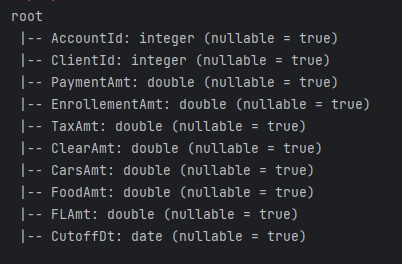 root
|-- AccountId: integer (nullable = true)
|-- ClientId: integer (nullable = true)
|-- PaymentAmt: double (nullable = true)
|-- EnrollementAmt: double (nullable = true)
|-- TaxAmt: double (nullable = true)
|-- ClearAmt: double (nullable = true)
|-- CarsAmt: double (nullable = true)
|-- FoodAmt: double (nullable = true)
|-- FLAmt: double (nullable = true)
|-- CutoffDt: date (nullable = true)